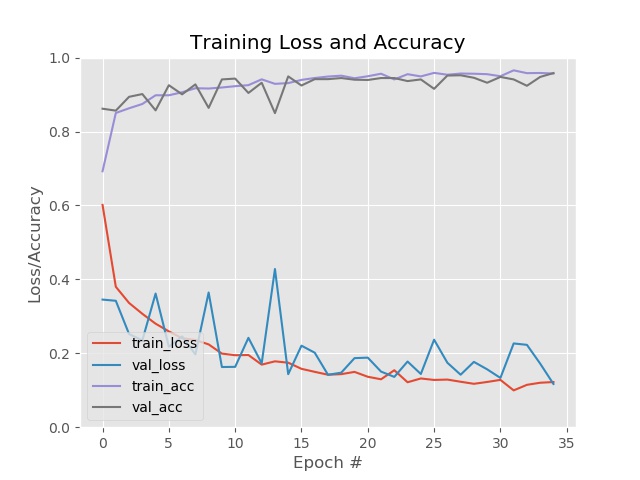 Training Loss and Accuracy
1.0
0.8
0.6
0.4
0.2
0.0
Loss/Accuracy
train_loss
val_loss
train_acc
val_acc
0 5 10 15 20 25 30 35
Epoch #